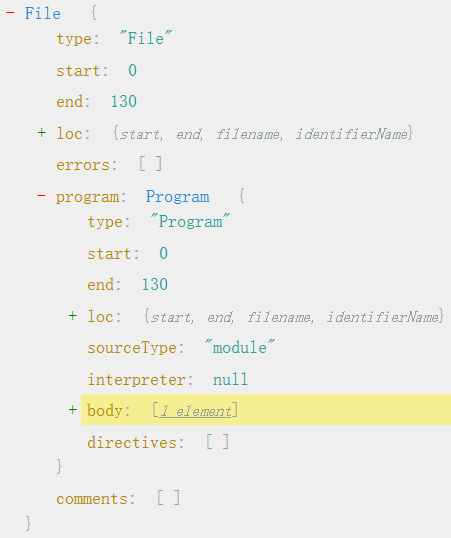 - File {
type: "File"
start: 0
end: 130
+ loc: {start, end, filename, identifierName}
errors: [ ]
- program: Program {
type: "Program"
start: 0
end: 130
+ loc: {start, end, filename, identifierName}
sourceType: "module"
interpreter: null
+ body: [1 element]
directives: [ ]
}
comments: [ ]
}